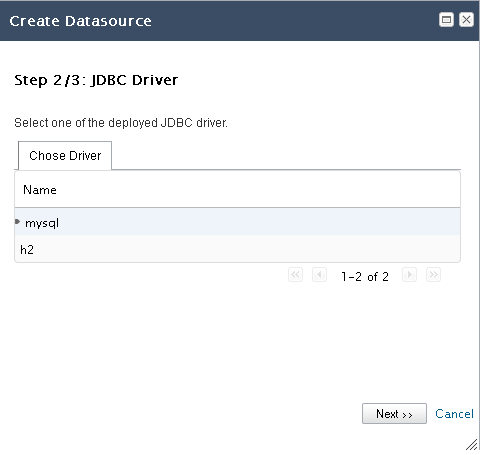 Create Datasource
Step 2/3: JDBC Driver
Select one of the deployed JDBC driver.
Chose Driver
Name
mysql
h2
1-2 of 2
Next >>
Cancel